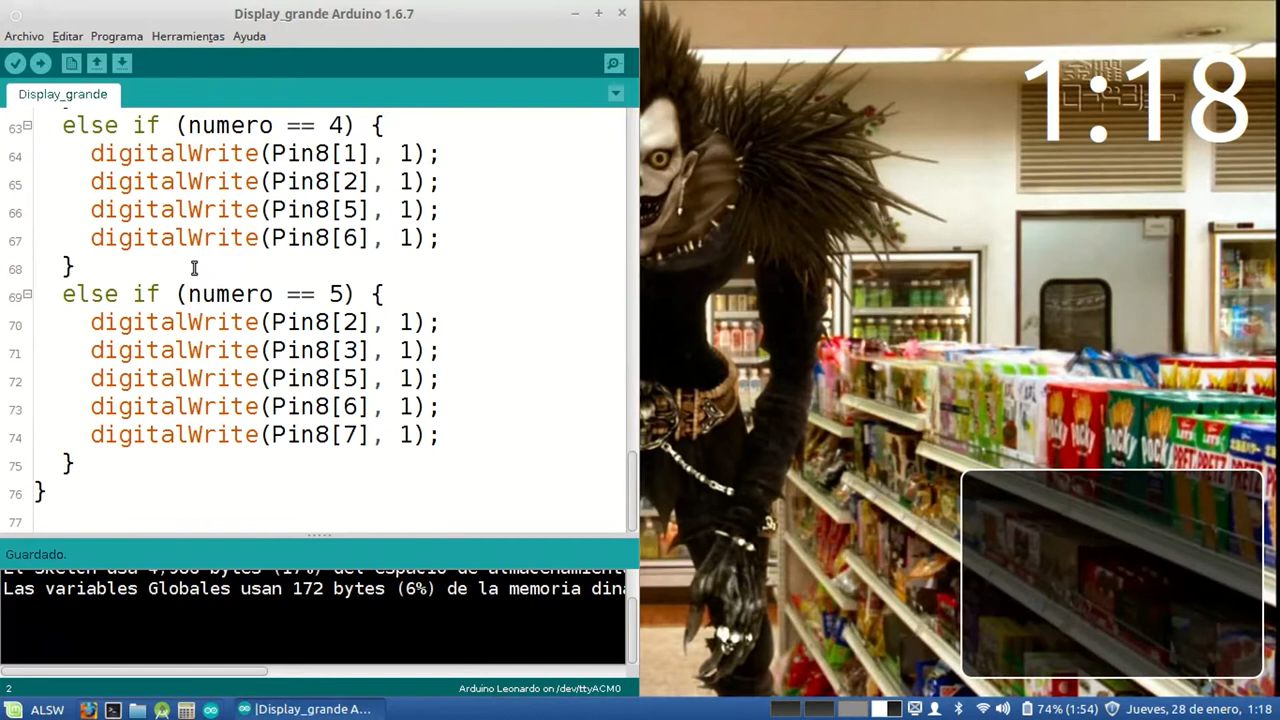 Display_grande Arduino 1.6.7
Archivo Editar Programa Herramientas Ayuda
Display_grande
63 else if (numero == 4) {
64 digitalWrite(Pin8[1], 1);
65 digitalWrite(Pin8[2], 1);
66 digitalWrite(Pin8[5], 1);
67 digitalWrite(Pin8[6], 1);
68 }
69 else if (numero == 5) {
70 digitalWrite(Pin8[2], 1);
71 digitalWrite(Pin8[3], 1);
72 digitalWrite(Pin8[5], 1);
73 digitalWrite(Pin8[6], 1);
74 digitalWrite(Pin8[7], 1);
75 }
76 }
77
Guardado.
Las variables Globales usan 172 bytes (6%) de la memoria diná
2 Arduino Leonardo on /dev/ttyACM0
1:18
POCKY
POCKY
PRETZ
ALSW |Display_grande A... 74% (1:54) Jueves, 28 de enero, 1:18